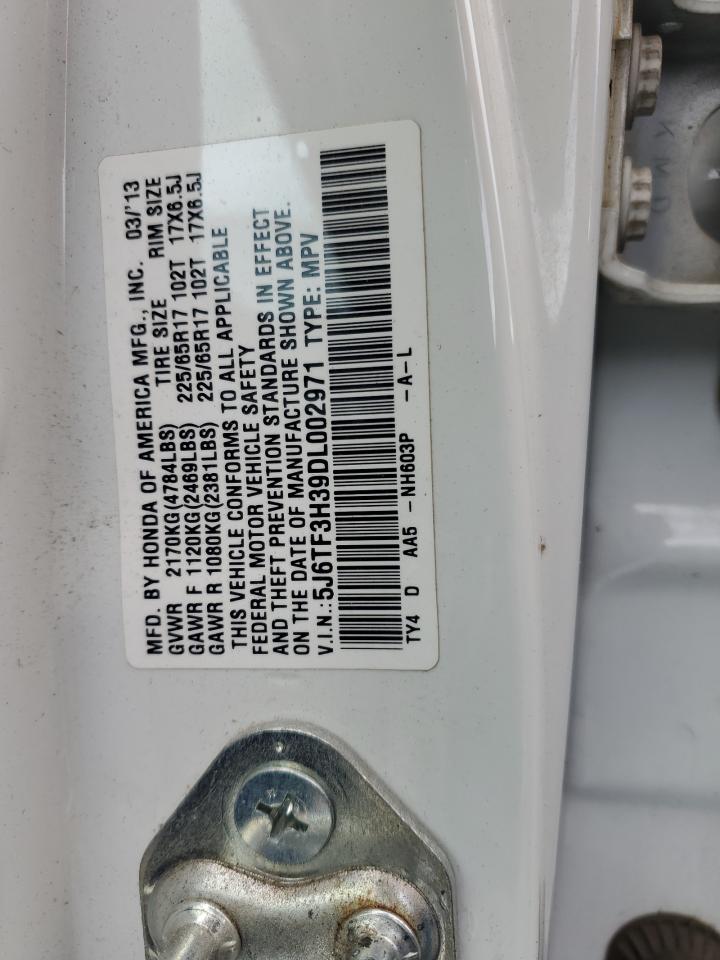 MFD. BY HONDA OF AMERICA MFG., INC. 03/'13
GVWR 2170KG(4784LBS) TIRE SIZE RIM SIZE
GAWR F 1120KG(2469LBS) 225/65R17 102T 17X6.5J
GAWR R 1080KG(2381LBS) 225/65R17 102T 17X6.5J
THIS VEHICLE CONFORMS TO ALL APPLICABLE
FEDERAL MOTOR VEHICLE SAFETY
AND THEFT PREVENTION STANDARDS IN EFFECT
ON THE DATE OF MANUFACTURE SHOWN ABOVE.
V.I.N.:5J6TF3H39DL002971 TYPE: MPV
TY4 D AA5 -NH603P -A-L